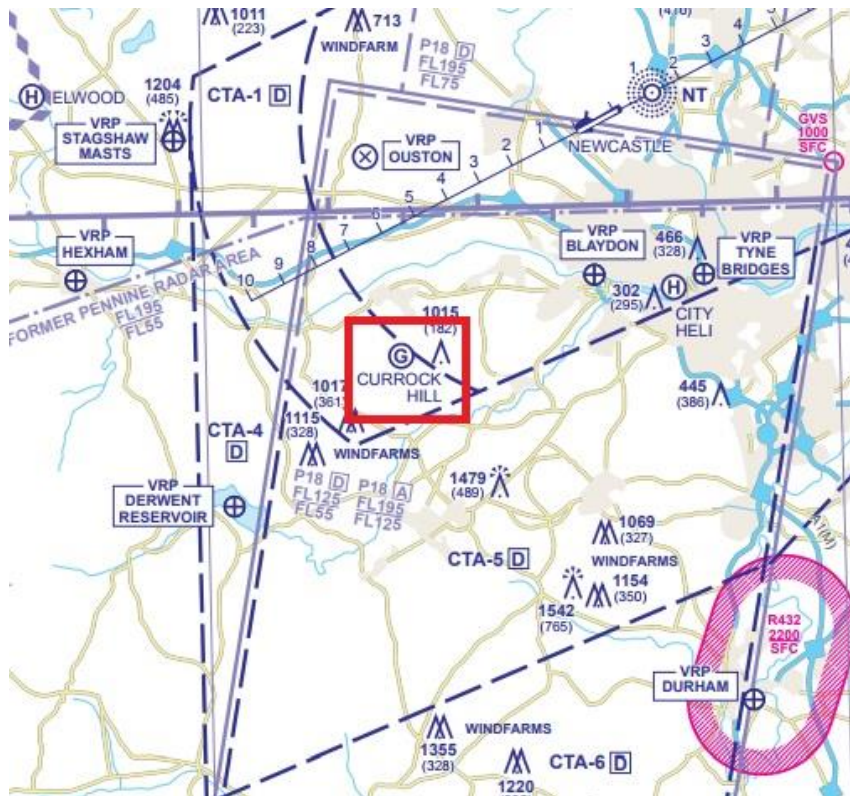 1011
(223)
713
WINDFARM
P18 D
FL195
FL75
5
4
3
2
1
NT
H ELWOOD
1204
(485)
CTA-1 D
VRP
STAGSHAW
MASTS
VRP
OUSTON
1
2
3
4
5
6
7
8
9
10
NEWCASTLE
GVS
1000
SFC
VRP
HEXHAM
FORMER PENNINE RADAR AREA
FL195
FL55
VRP
BLAYDON
466
(328)
VRP
TYNE
BRIDGES
302
(295)
H
CITY
HELI
1015
(182)
G
CURROCK
HILL
1017
(361)
1115
(328)
WINDFARMS
445
(386)
CTA-4
D
P18 D
FL125
FL55
P18 A
FL195
FL125
VRP
DERWENT
RESERVOIR
1479
(489)
1069
(327)
WINDFARMS
A1(M)
CTA-5 D
1154
(350)
1542
(765)
R432
2200
SFC
VRP
DURHAM
WINDFARMS
1355
(328)
CTA-6 D
1220